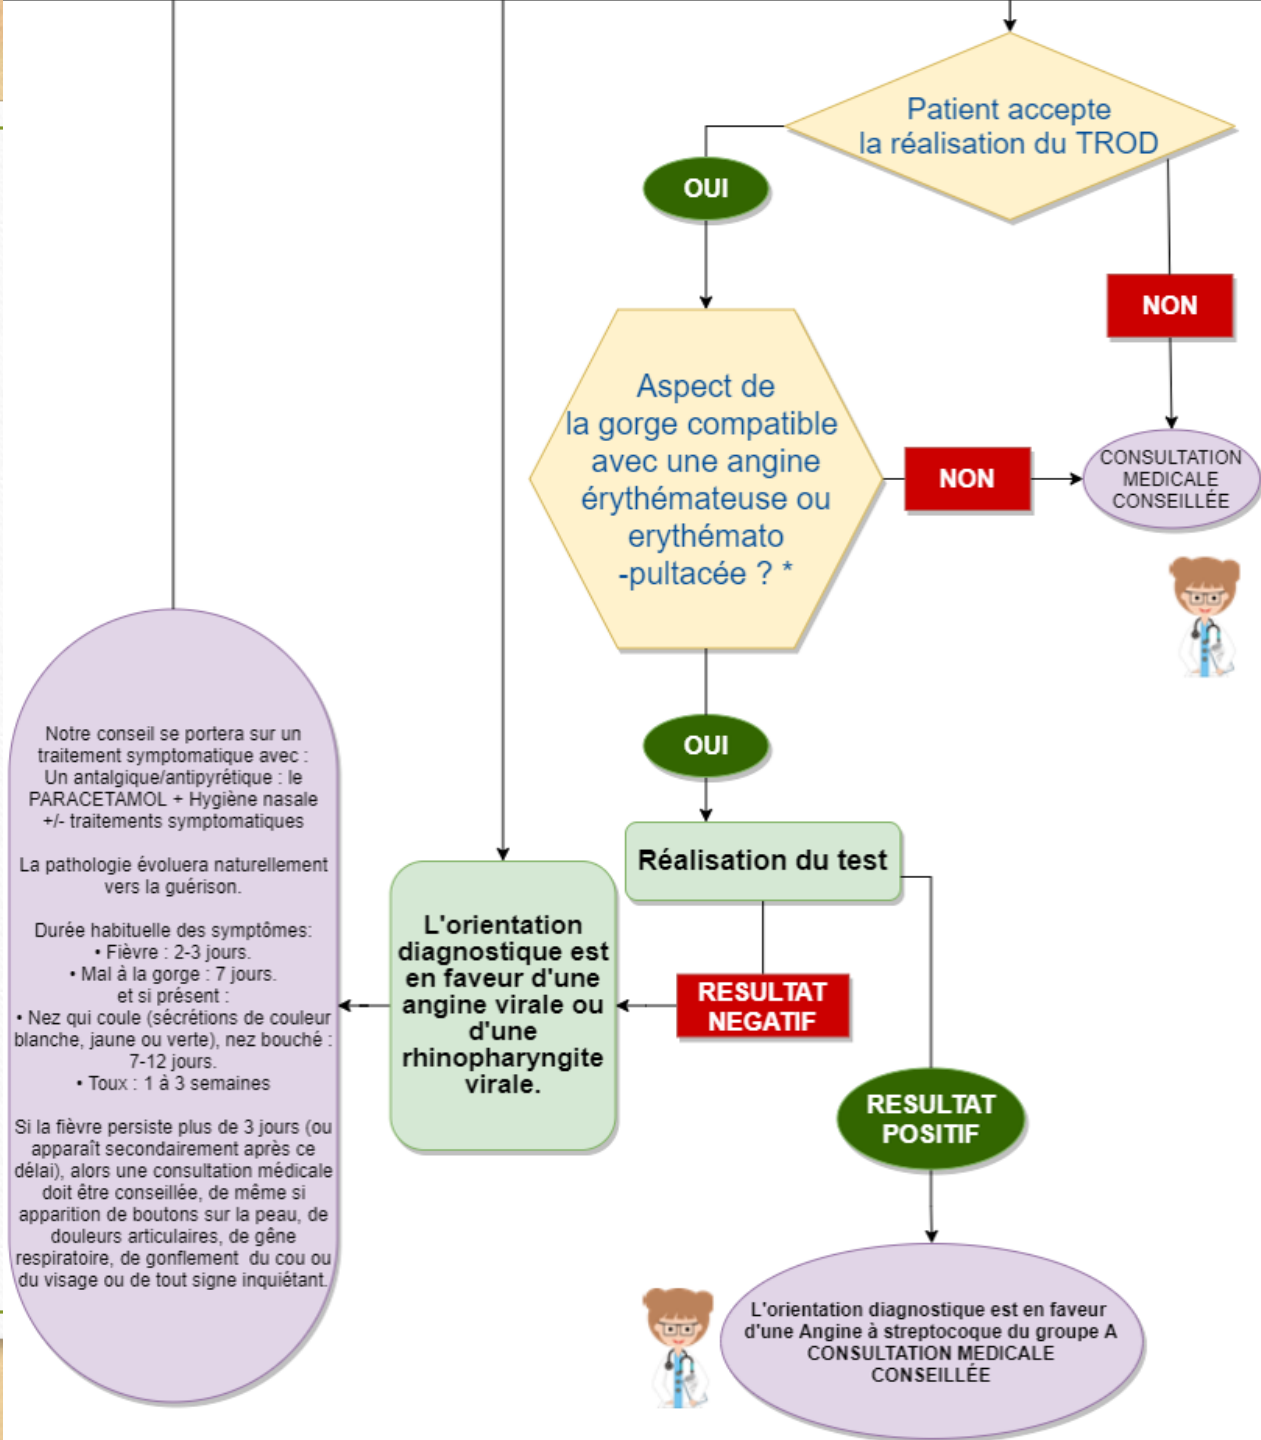 Patient accepte
la réalisation du TROD
OUI
NON
Aspect de
la gorge compatible
avec une angine
érythémateuse ou
erythémato
-pultacée ? *
NON
CONSULTATION
MEDICALE
CONSEILLÉE
OUI
Réalisation du test
RESULTAT
NEGATIF
L'orientation
diagnostique est
en faveur d'une
angine virale ou
d'une
rhinopharyngite
virale.
Notre conseil se portera sur un
traitement symptomatique avec :
Un antalgique/antipyrétique : le
PARACETAMOL + Hygiène nasale
+/- traitements symptomatiques
La pathologie évoluera naturellement
vers la guérison.
Durée habituelle des symptômes:
• Fièvre : 2-3 jours.
• Mal à la gorge : 7 jours.
et si présent :
• Nez qui coule (sécrétions de couleur
blanche, jaune ou verte), nez bouché :
7-12 jours.
• Toux : 1 à 3 semaines
Si la fièvre persiste plus de 3 jours (ou
apparaît secondairement après ce
délai), alors une consultation médicale
doit être conseillée, de même si
apparition de boutons sur la peau, de
douleurs articulaires, de gêne
respiratoire, de gonflement du cou ou
du visage ou de tout signe inquiétant.
RESULTAT
POSITIF
L'orientation diagnostique est en faveur
d'une Angine à streptocoque du groupe A
CONSULTATION MEDICALE
CONSEILLÉE